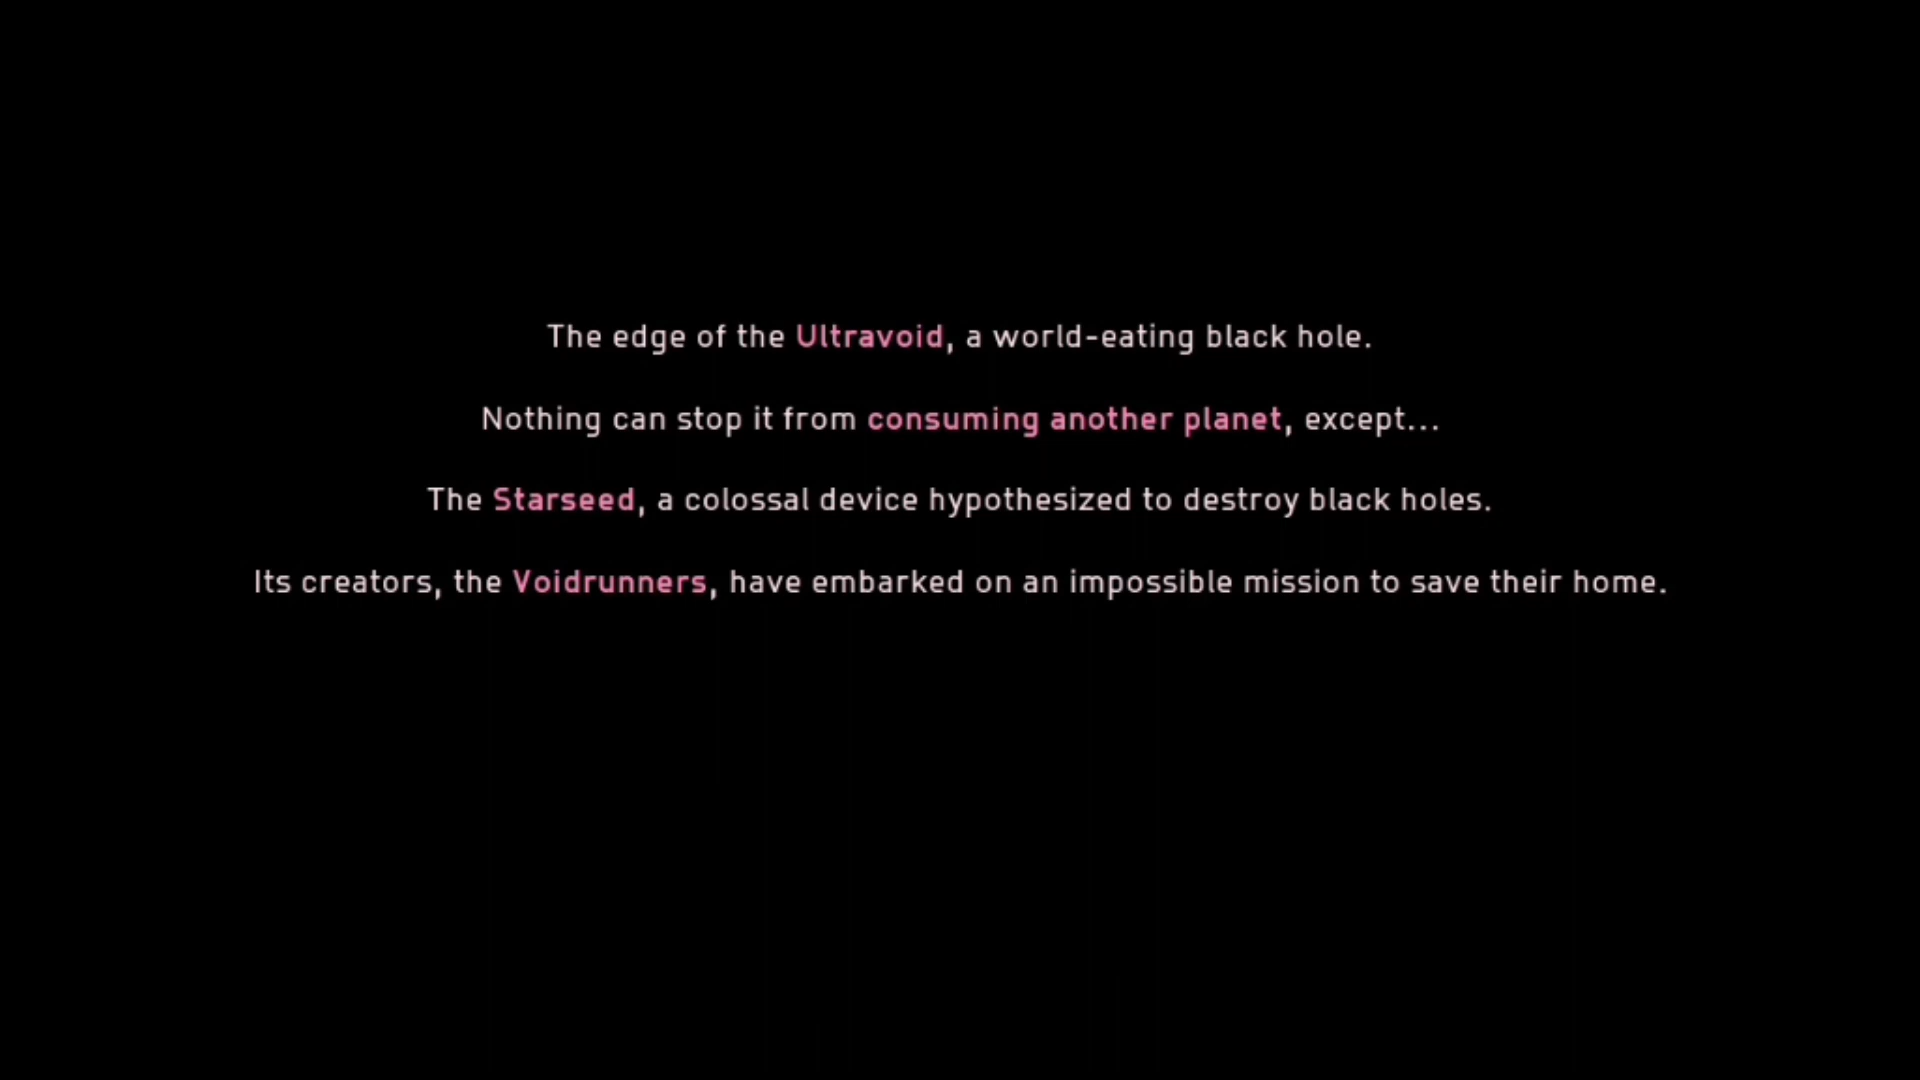 The edge of the Ultravoid, a world-eating black hole.
Nothing can stop it from consuming another planet, except...
The Starseed, a colossal device hypothesized to destroy black holes.
Its creators, the Voidrunners, have embarked on an impossible mission to save their home.